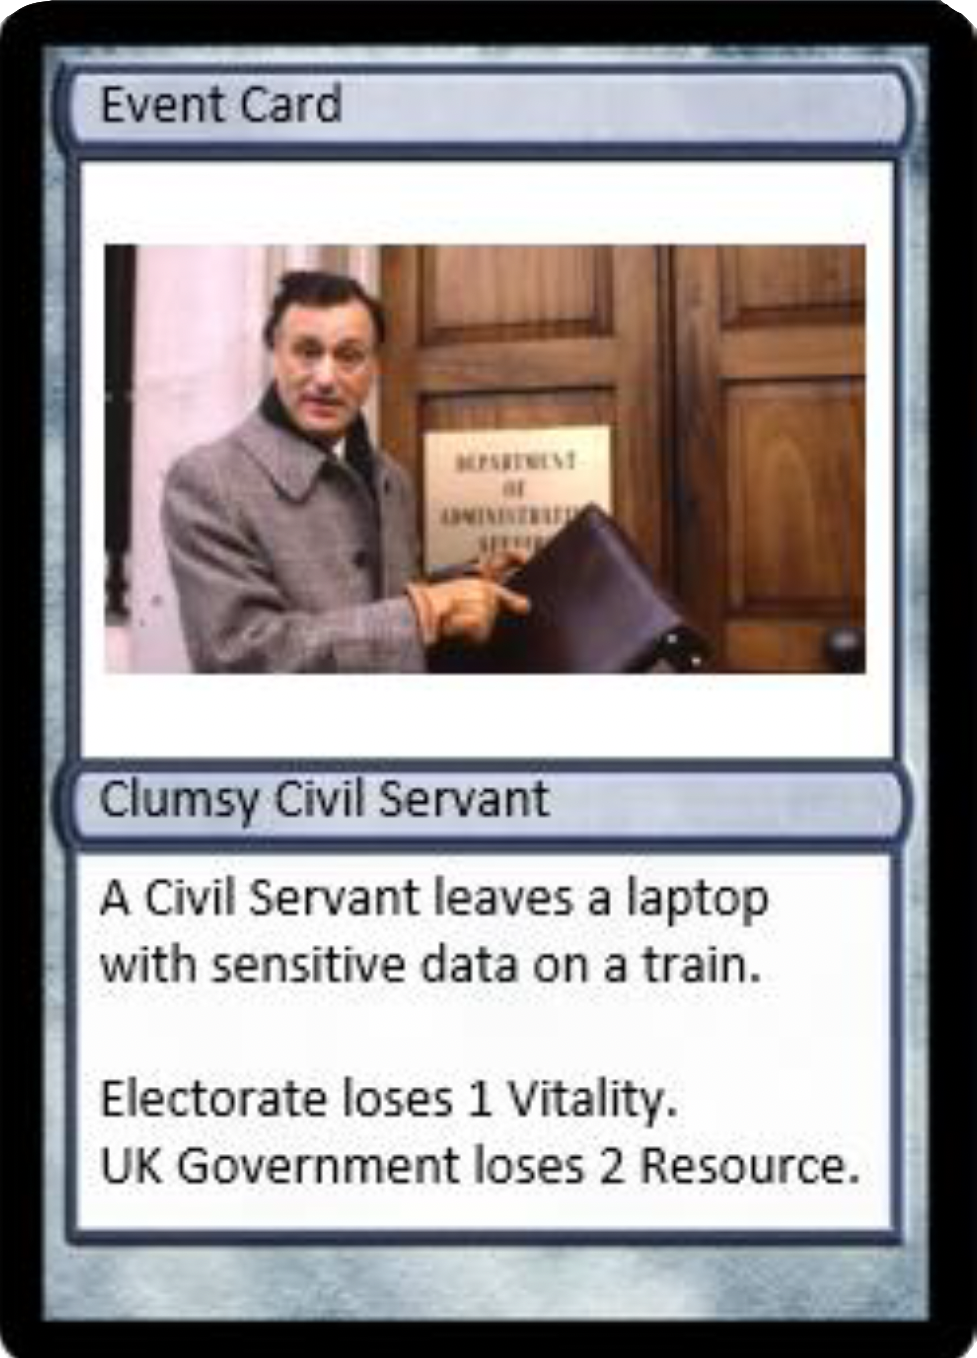 Event Card
DEPARTMENT
OF
Clumsy Civil Servant
A Civil Servant leaves a laptop
with sensitive data on a train.
Electorate loses 1 Vitality.
UK Government loses 2 Resource.